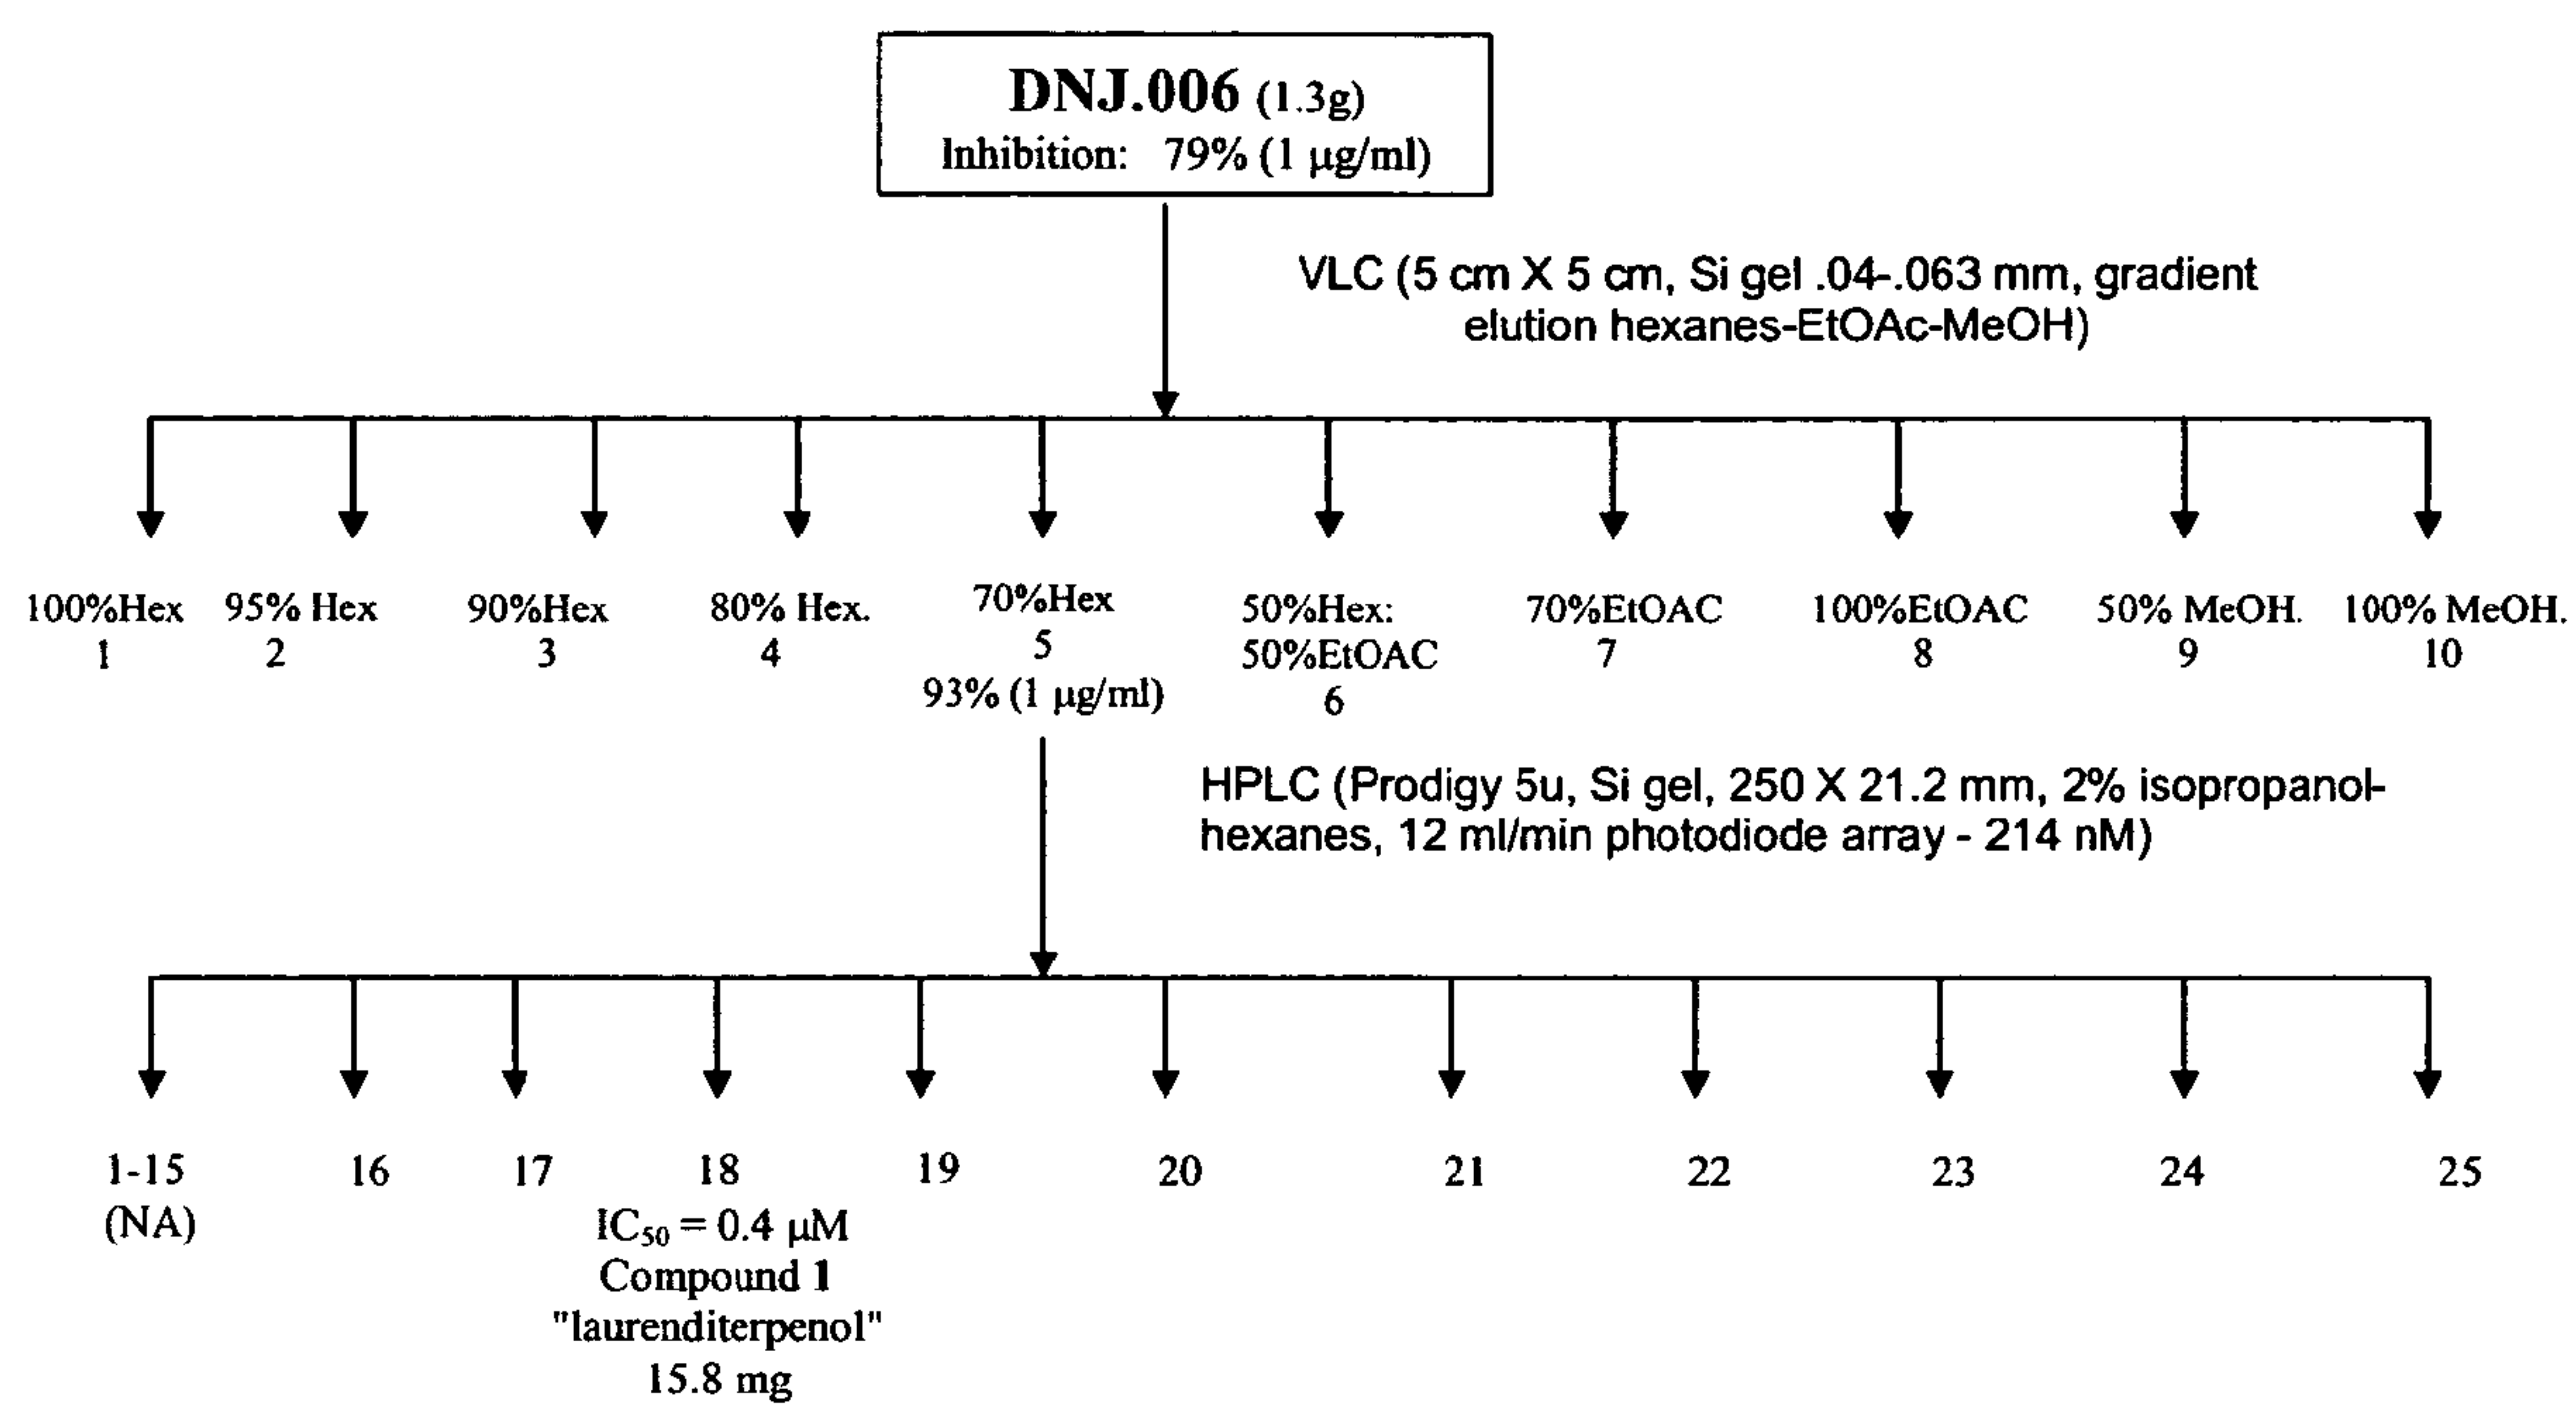 DNJ.006 (1.3g)
Inhibition: 79% (1 µg/ml)
VLC (5 cm X 5 cm, Si gel .04-.063 mm, gradient
elution hexanes-EtOAc-MeOH)
100%Hex
1
95% Hex
2
90%Hex
3
80% Hex.
4
70%Hex
5
93% (1 µg/ml)
50%Hex:
50%EtOAC
6
70%EtOAC
7
100%EtOAC
8
50% MeOH.
9
100% MeOH.
10
HPLC (Prodigy 5u, Si gel, 250 X 21.2 mm, 2% isopropanol-
hexanes, 12 ml/min photodiode array - 214 nM)
1-15
(NA)
16
17
18
IC₅₀ = 0.4 µM
Compound 1
"laurenditerpenol"
15.8 mg
19
20
21
22
23
24
25